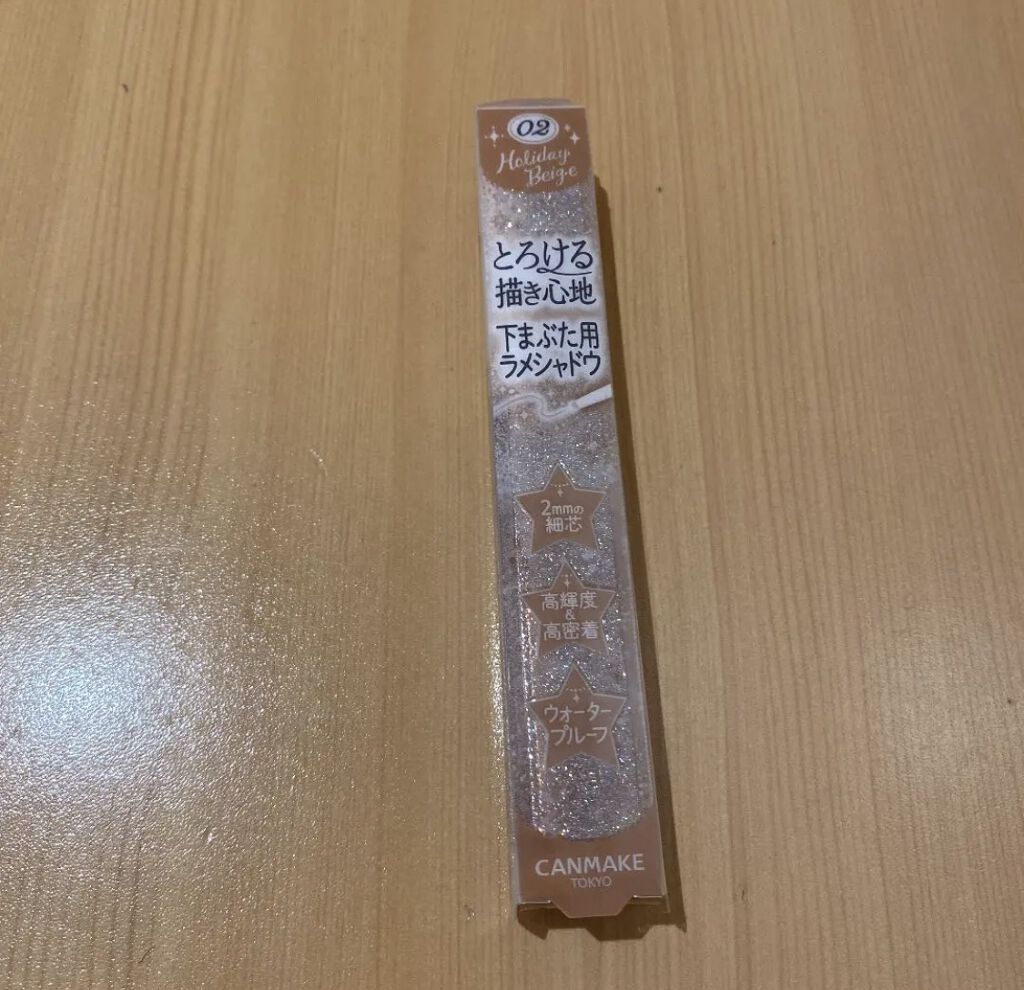 02
Holiday
Beige
とろける
描き心地
下まぶた用
ラメシャドウ
2mmの
細芯
高輝度
&
高密着
ウォーター
プルーフ
CANMAKE
TOKYO